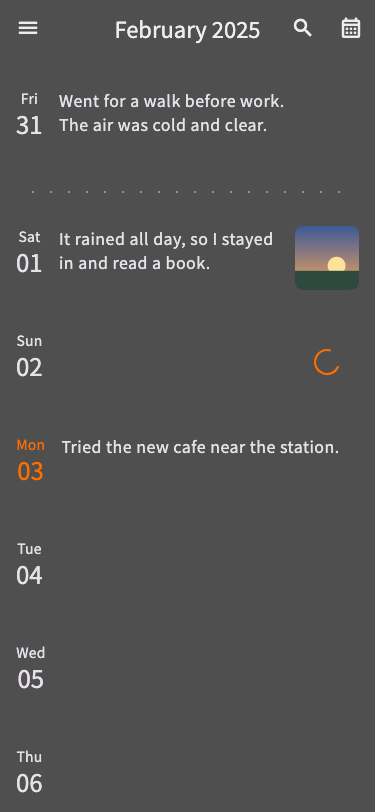 February 2025
Fri
31
Went for a walk before work.
The air was cold and clear.
Sat
01
It rained all day, so I stayed
in and read a book.
Sun
02
Mon
03
Tried the new cafe near the station.
Tue
04
Wed
05
Thu
06